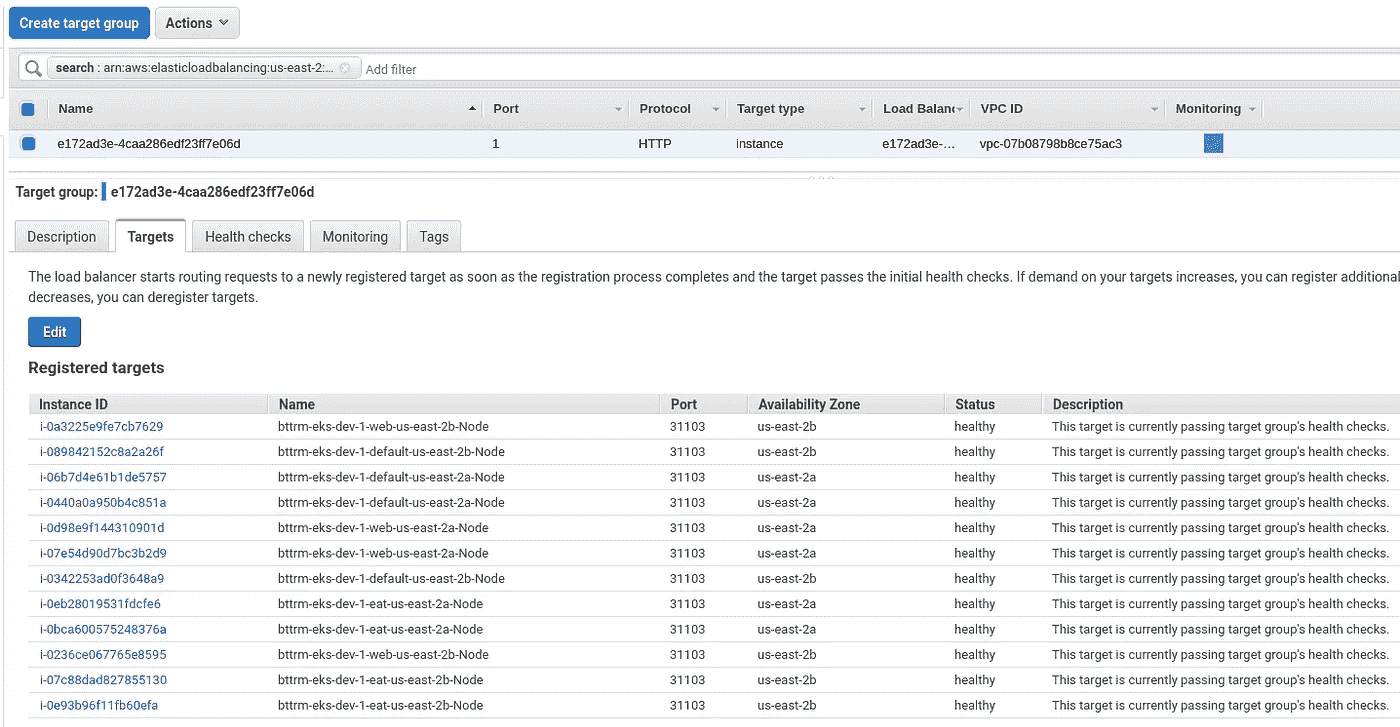 Create target group Actions
search : arn:aws:elasticloadbalancing:us-east-2:... Add filter
Name Port Protocol Target type Load Balanc VPC ID Monitoring
e172ad3e-4caa286edf23ff7e06d 1 HTTP instance e172ad3e-... vpc-07b08798b8ce75ac3
Target group: e172ad3e-4caa286edf23ff7e06d
Description Targets Health checks Monitoring Tags
The load balancer starts routing requests to a newly registered target as soon as the registration process completes and the target passes the initial health checks. If demand on your targets increases, you can register additional
decreases, you can deregister targets.
Edit
Registered targets
Instance ID Name Port Availability Zone Status Description
i-0a3225e9fe7cb7629 bttrm-eks-dev-1-web-us-east-2b-Node 31103 us-east-2b healthy This target is currently passing target group's health checks.
i-089842152c8a2a26f bttrm-eks-dev-1-default-us-east-2b-Node 31103 us-east-2b healthy This target is currently passing target group's health checks.
i-06b7d4e61b1de5757 bttrm-eks-dev-1-default-us-east-2a-Node 31103 us-east-2a healthy This target is currently passing target group's health checks.
i-0440a0a950b4c851a bttrm-eks-dev-1-default-us-east-2a-Node 31103 us-east-2a healthy This target is currently passing target group's health checks.
i-0d98e9f144310901d bttrm-eks-dev-1-web-us-east-2a-Node 31103 us-east-2a healthy This target is currently passing target group's health checks.
i-07e54d90d7bc3b2d9 bttrm-eks-dev-1-web-us-east-2a-Node 31103 us-east-2a healthy This target is currently passing target group's health checks.
i-0342253ad0f3648a9 bttrm-eks-dev-1-default-us-east-2b-Node 31103 us-east-2b healthy This target is currently passing target group's health checks.
i-0eb28019531fdcfe6 bttrm-eks-dev-1-eat-us-east-2a-Node 31103 us-east-2a healthy This target is currently passing target group's health checks.
i-0bca600575248376a bttrm-eks-dev-1-eat-us-east-2a-Node 31103 us-east-2a healthy This target is currently passing target group's health checks.
i-0236ce067765e8595 bttrm-eks-dev-1-web-us-east-2b-Node 31103 us-east-2b healthy This target is currently passing target group's health checks.
i-07c88dad827855130 bttrm-eks-dev-1-eat-us-east-2b-Node 31103 us-east-2b healthy This target is currently passing target group's health checks.
i-0e93b96f11fb60efa bttrm-eks-dev-1-eat-us-east-2b-Node 31103 us-east-2b healthy This target is currently passing target group's health checks.